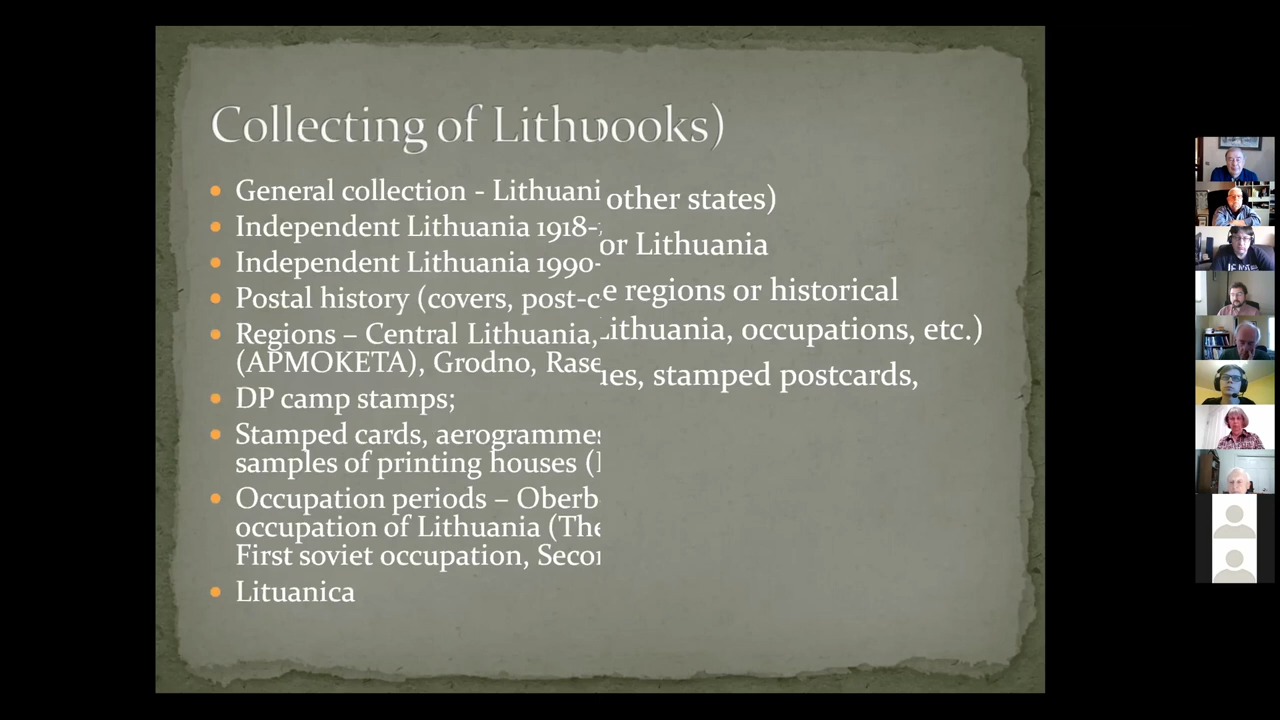 Collecting of Lithuooks)
General collection - Lithuani
other states)
Independent Lithuania 1918-
or Lithuania
Independent Lithuania 1990-
e regions or historical
Postal history (covers, post-c
Regions – Central Lithuania,
Lithuania, occupations, etc.)
(APMOKETA), Grodno, Rase
es, stamped postcards,
DP camp stamps;
Stamped cards, aerogrammes
samples of printing houses (
Occupation periods – Oberb
occupation of Lithuania (The
First soviet occupation, Secon
Lituanica